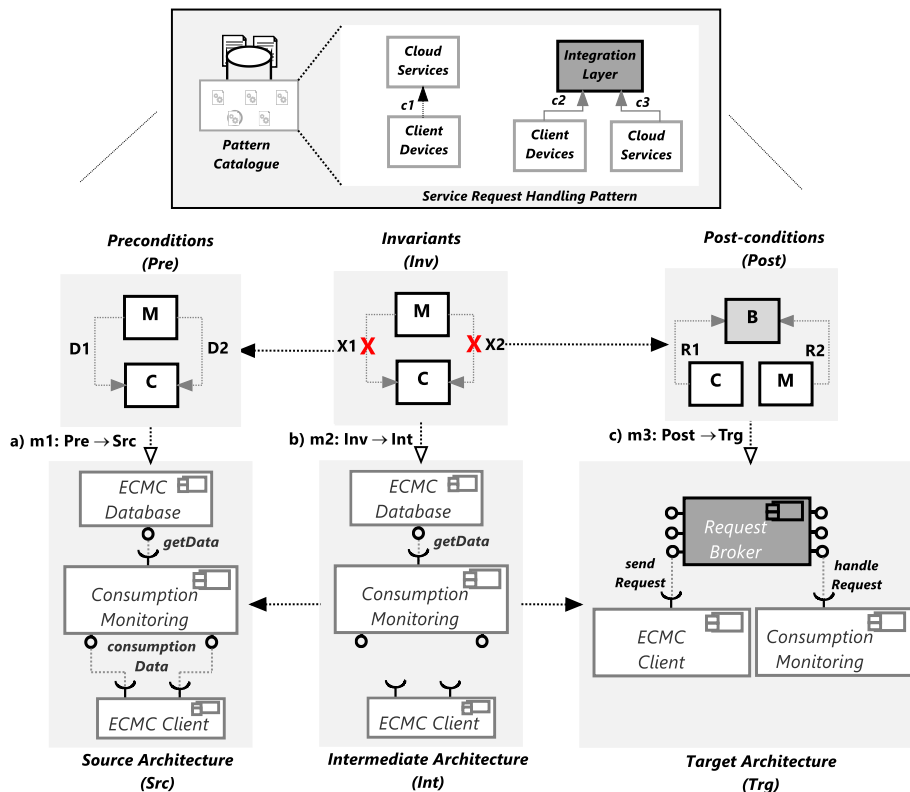 Cloud
Services
c1
Client
Devices
Integration
Layer
c2
c3
Client
Devices
Cloud
Services
Pattern
Catalogue
Service Request Handling Pattern
Preconditions
(Pre)
Invariants
(Inv)
Post-conditions
(Post)
M
D1
D2
C
M
X1
X
X
X2
C
B
R1
R2
C
M
a) m1: Pre → Src
b) m2: Inv → Int
c) m3: Post → Trg
ECMC
Database
getData
Consumption
Monitoring
consumption
Data
ECMC Client
ECMC
Database
getData
Consumption
Monitoring
ECMC Client
Request
Broker
send
Request
handle
Request
ECMC
Client
Consumption
Monitoring
Source Architecture
(Src)
Intermediate Architecture
(Int)
Target Architecture
(Trg)